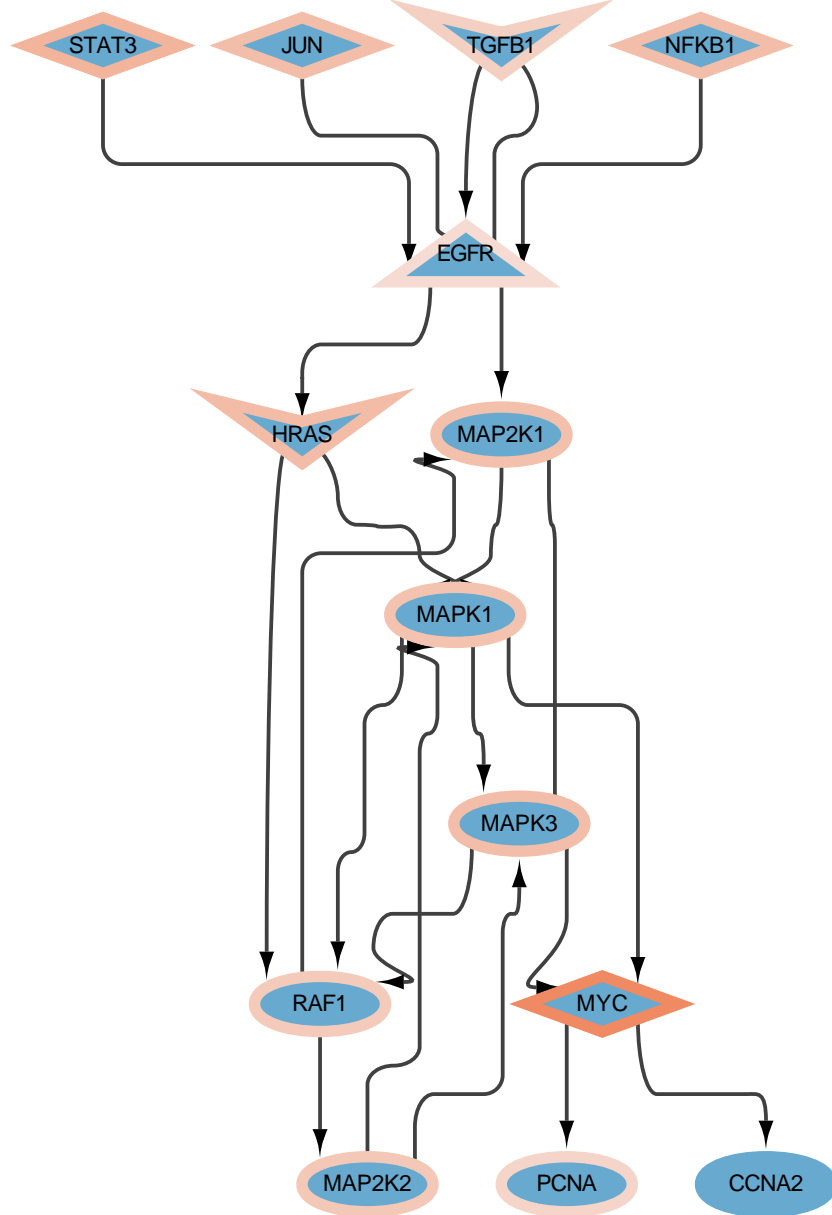 STAT3
JUN
TGFB1
NFKB1
EGFR
HRAS
MAP2K1
MAPK1
MAPK3
RAF1
MYC
MAP2K2
PCNA
CCNA2